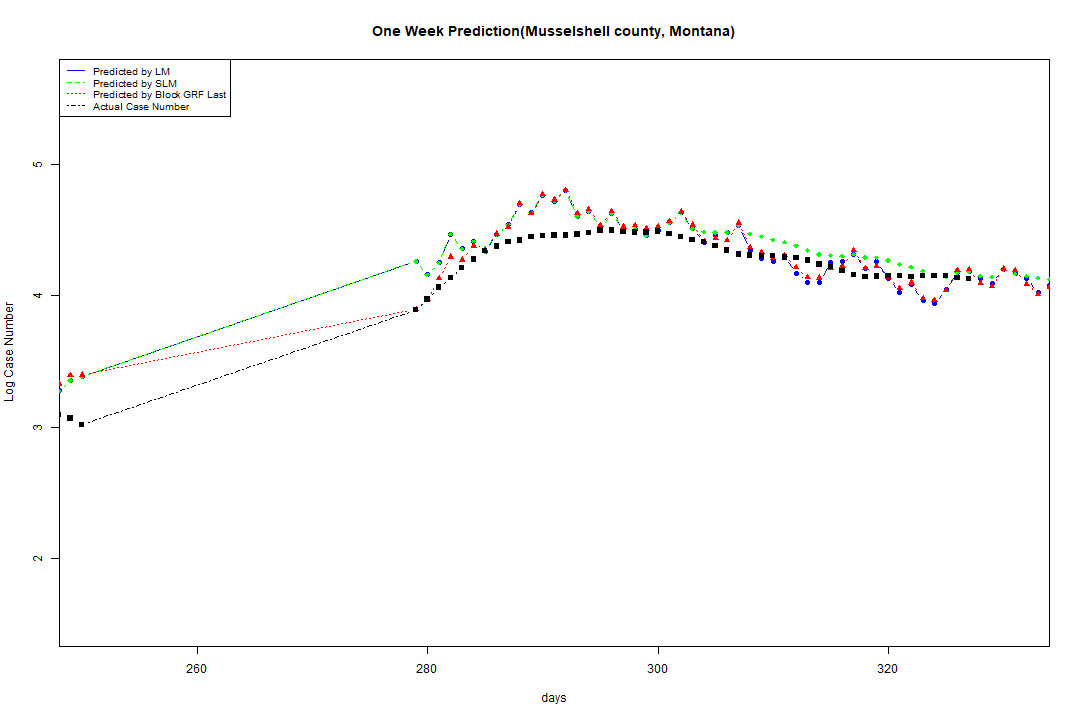 One Week Prediction(Musselshell county, Montana)
Predicted by LM
Predicted by SLM
Predicted by Block GRF Last
Actual Case Number
5
4
3
2
Log Case Number
260 280 300 320
days